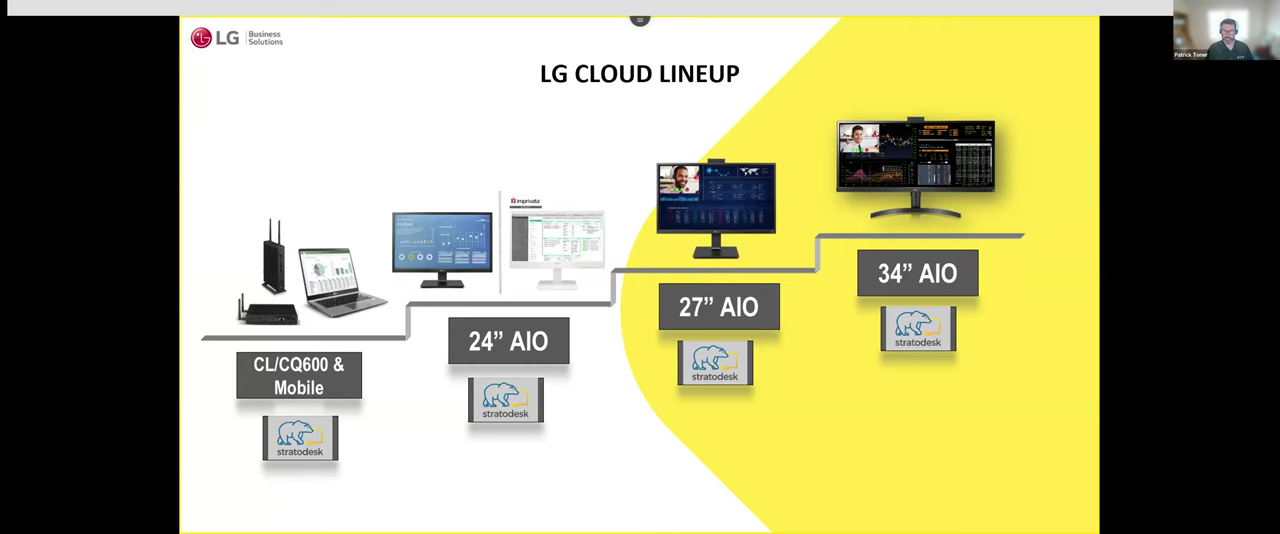 LG
Business
Solutions
Patrick Toner
LG CLOUD LINEUP
imprivata
CL/CQ600 &
Mobile
stratodesk
24” AIO
stratodesk
27” AIO
stratodesk
34” AIO
stratodesk